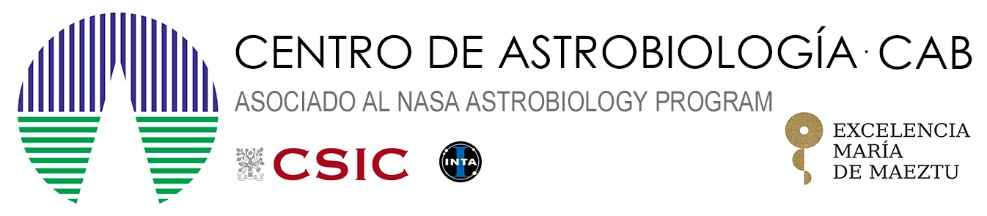 CENTRO DE ASTROBIOLOGÍA · CAB
ASOCIADO AL NASA ASTROBIOLOGY PROGRAM
CSIC
INTA
EXCELENCIA
MARÍA
DE MAEZTU